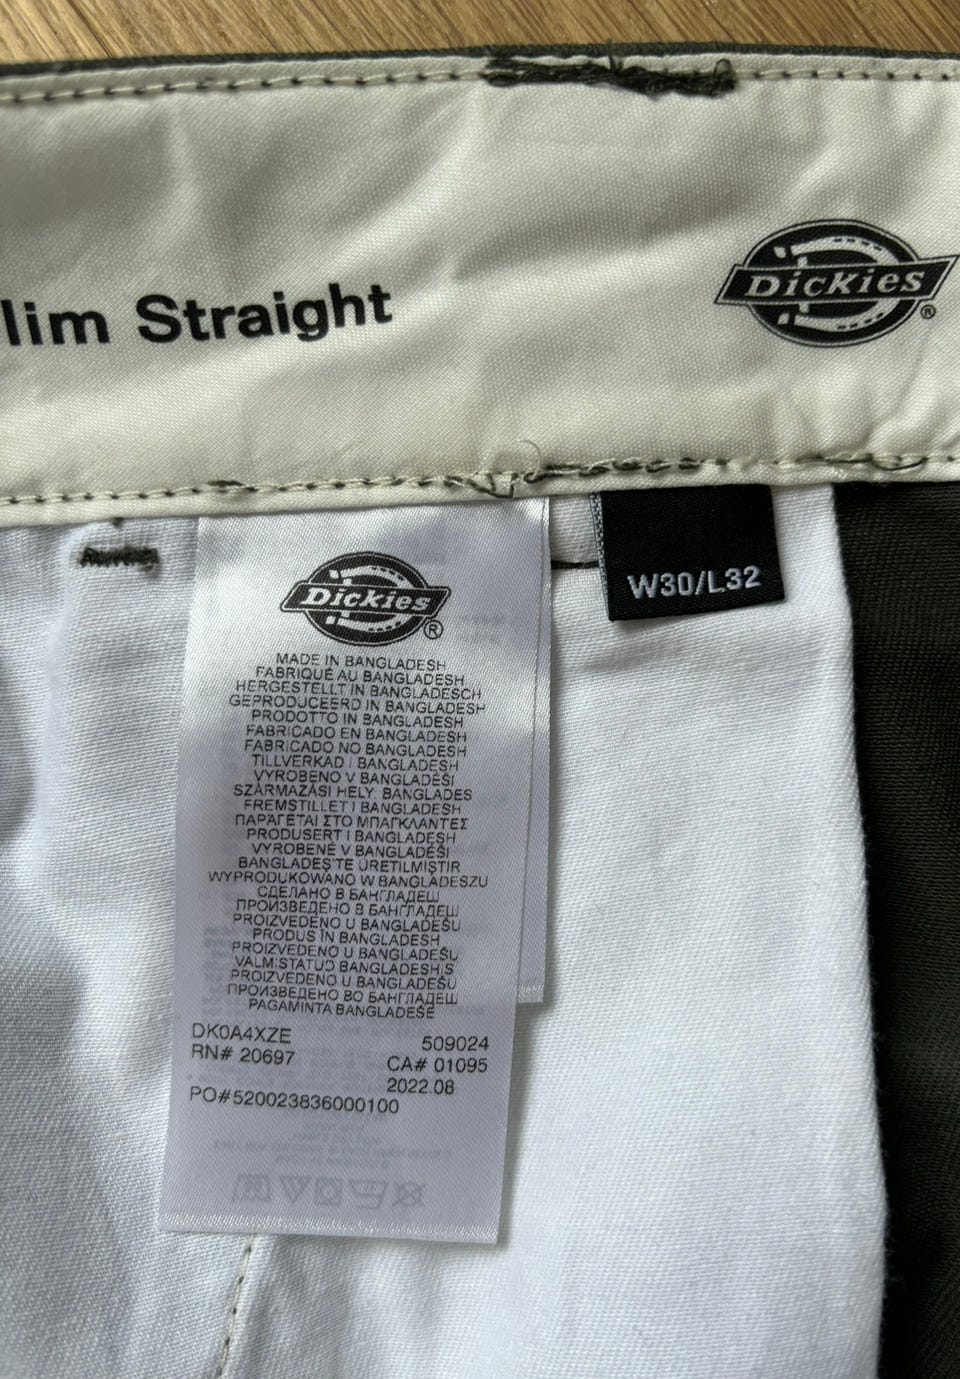 lim Straight
DICKIES ®
W30/L32
DICKIES ®
MADE IN BANGLADESH
FABRIQUÉ AU BANGLADESH
HERGESTELLT IN BANGLADESCH
GEPRODUCEERD IN BANGLADESH
PRODOTTO IN BANGLADESH
FABRICADO EN BANGLADESH
FABRICADO NO BANGLADESH
TILLVERKAD I BANGLADESH
VYROBENO V BANGLADÉŠI
SZÁRMAZÁSI HELY: BANGLADES
FREMSTILLET I BANGLADESH
ΠΑΡΑΓΕΤΑΙ ΣΤΟ ΜΠΑΓΚΛΑΝΤΕΣ
PRODUSERT I BANGLADESH
VYROBENÉ V BANGLADÉŠI
BANGLADEŞ'TE ÜRETILMIŞTIR
WYPRODUKOWANO W BANGLADESZU
СДЕЛАНО В БАНГЛАДЕШ
ПРОИЗВЕДЕНО В БАНГЛАДЕШ
PROIZVEDENO U BANGLADEŠU
PRODUS ÎN BANGLADESH
PROIZVEDENO U BANGLADEŠU
VALMISTATUD BANGLADESHIS
PROIZVEDENO U BANGLADEŠU
ПРОИЗВЕДЕНО ВО БАНГЛАДЕШ
PAGAMINTA BANGLADEŠE
DK0A4XZE 509024
RN# 20697 CA# 01095
2022.08
PO#520023836000100